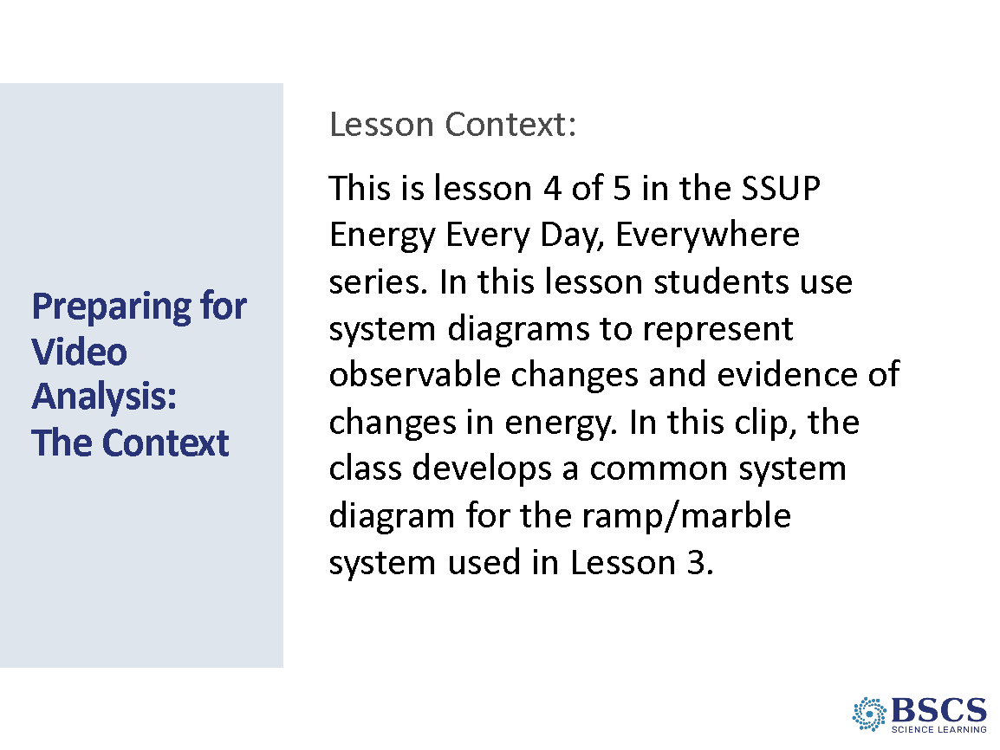 Preparing for
Video
Analysis:
The Context
Lesson Context:
This is lesson 4 of 5 in the SSUP
Energy Every Day, Everywhere
series. In this lesson students use
system diagrams to represent
observable changes and evidence of
changes in energy. In this clip, the
class develops a common system
diagram for the ramp/marble
system used in Lesson 3.
BSCS
SCIENCE LEARNING